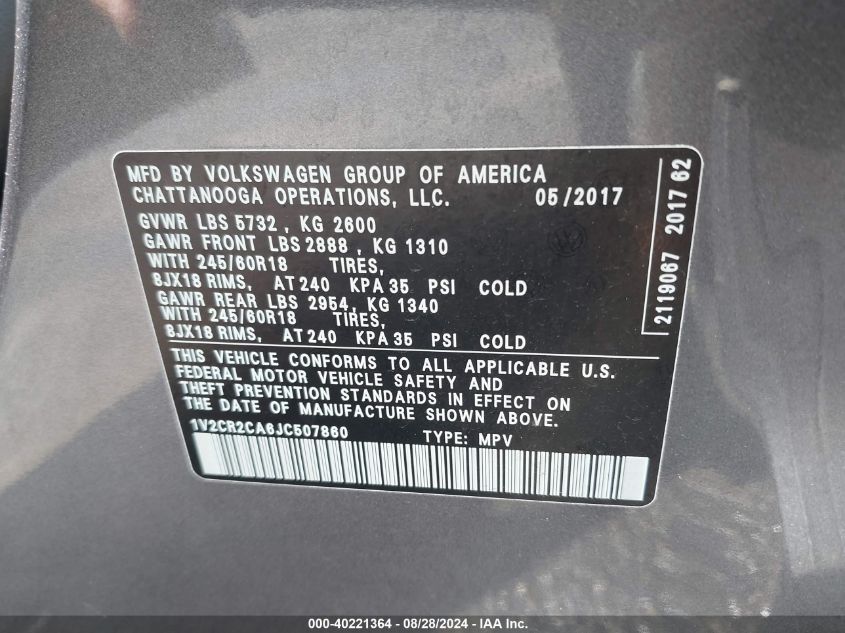 MFD BY VOLKSWAGEN GROUP OF AMERICA
CHATTANOOGA OPERATIONS, LLC. 05/2017
GVWR LBS 5732 , KG 2600
GAWR FRONT LBS 2888 , KG 1310
WITH 245/60R18 TIRES,
8JX18 RIMS, AT 240 KPA 35 PSI COLD
GAWR REAR LBS 2954, KG 1340
WITH 245/60R18 TIRES,
8JX18 RIMS, AT 240 KPA 35 PSI COLD
THIS VEHICLE CONFORMS TO ALL APPLICABLE U.S.
FEDERAL MOTOR VEHICLE SAFETY AND
THEFT PREVENTION STANDARDS IN EFFECT ON
THE DATE OF MANUFACTURE SHOWN ABOVE.
1V2CR2CA6JC507860 TYPE: MPV
2119067 2017 62
000-40221364 - 08/28/2024 - IAA Inc.